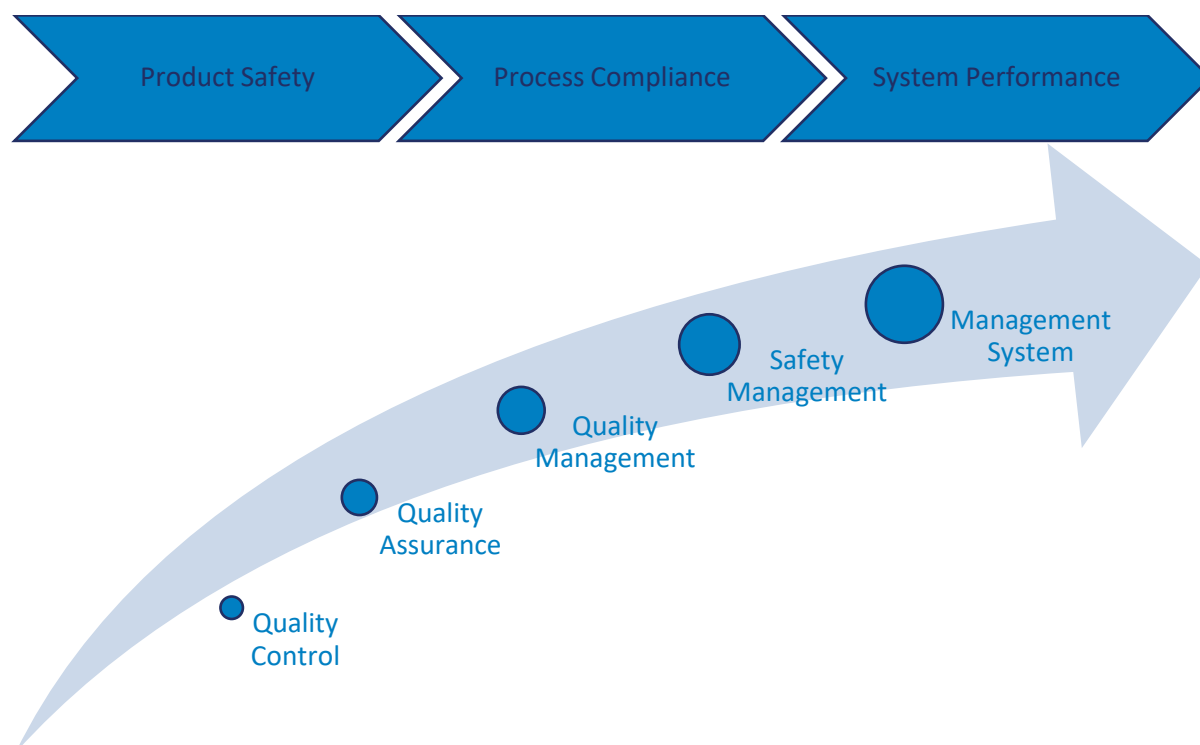 Product Safety
Process Compliance
System Performance
Management
System
Safety
Management
Quality
Management
Quality
Assurance
Quality
Control